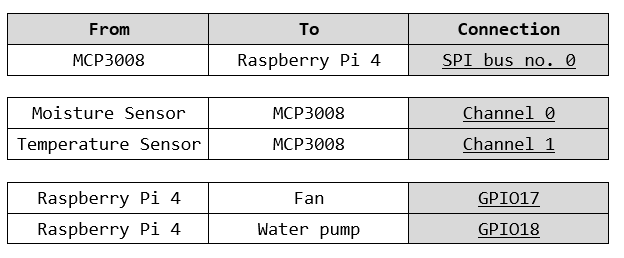 From To Connection
MCP3008 Raspberry Pi 4 SPI bus no. 0
Moisture Sensor MCP3008 Channel 0
Temperature Sensor MCP3008 Channel 1
Raspberry Pi 4 Fan GPIO17
Raspberry Pi 4 Water pump GPIO18